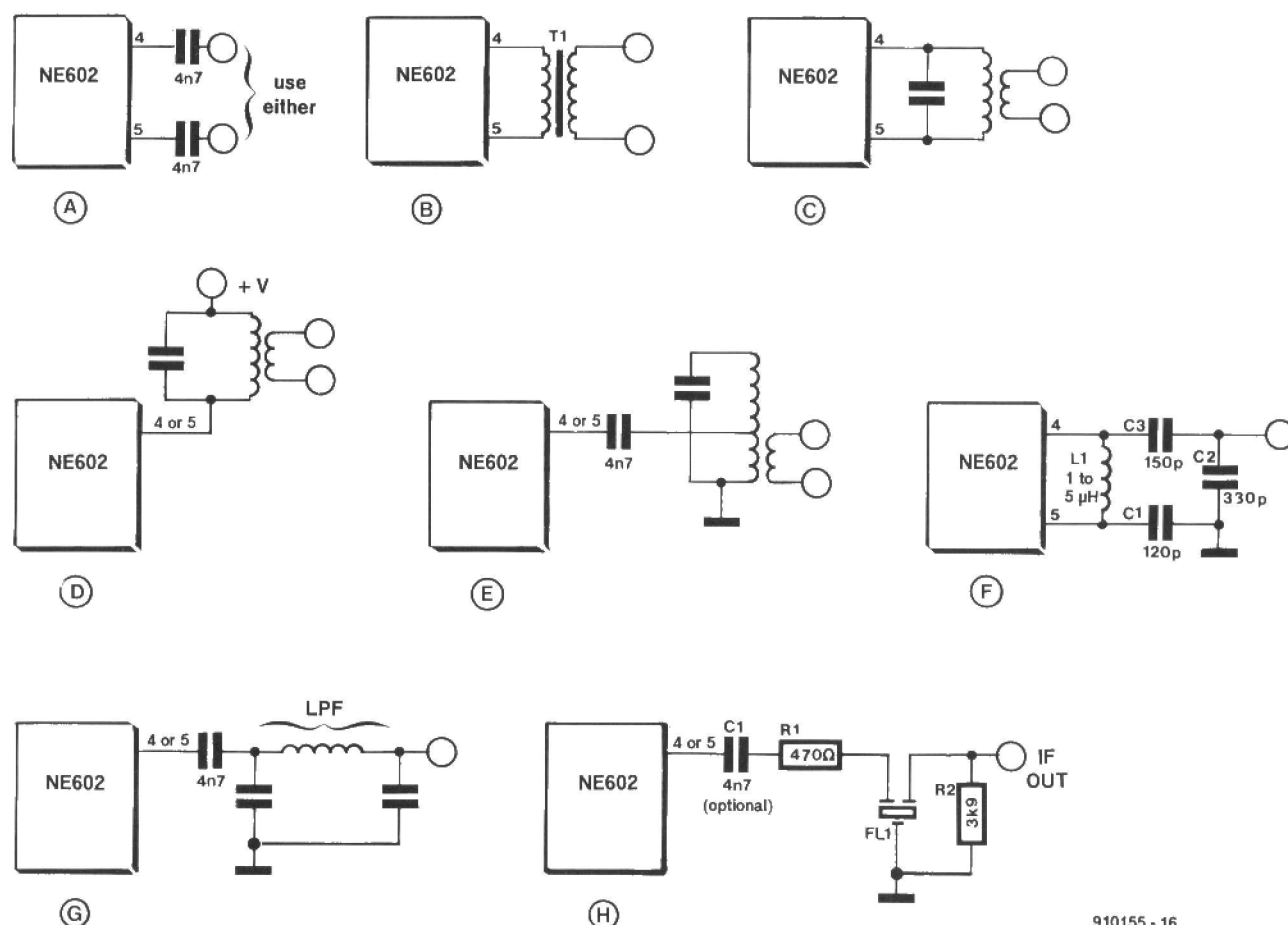 NE602
4
4n7
5
4n7
use
either
A
NE602
4
5
T1
B
NE602
4
5
C
+ V
4 or 5
NE602
D
NE602
4 or 5
4n7
E
NE602
4
5
L1
1 to
5 µH
C3
150p
C2
330p
C1
120p
F
NE602
4 or 5
4n7
LPF
G
NE602
4 or 5
C1
4n7
(optional)
R1
470Ω
FL1
R2
3k9
IF
OUT
H
910155 - 16